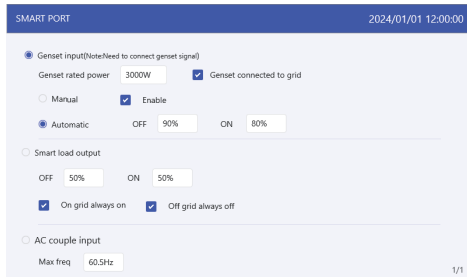 SMART PORT 2024/01/01 12:00:00
Genset input(Note:Need to connect genset signal)
Genset rated power 3000W Genset connected to grid
Manual Enable
Automatic OFF 90% ON 80%
Smart load output
OFF 50% ON 50%
On grid always on Off grid always off
AC couple input
Max freq 60.5Hz
1/1